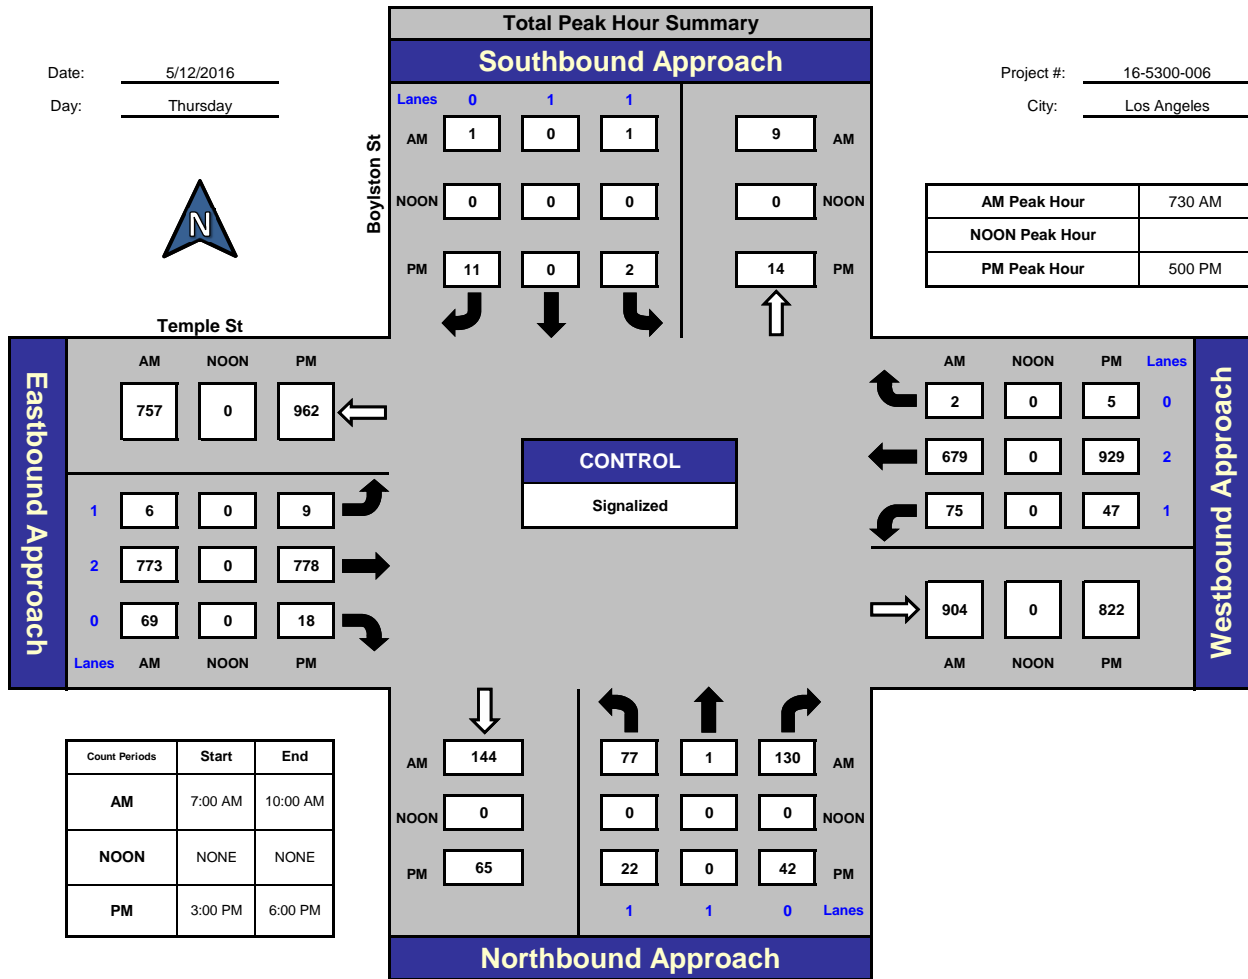 Total Peak Hour Summary
Southbound Approach
Date: 5/12/2016
Day: Thursday
Project #: 16-5300-006
City: Los Angeles
N
Boylston St
Lanes 0 1 1
AM 1 0 1 9 AM
NOON 0 0 0 0 NOON
PM 11 0 2 14 PM
AM Peak Hour 730 AM
NOON Peak Hour
PM Peak Hour 500 PM
Temple St
Eastbound Approach
AM NOON PM
757 0 962
1 6 0 9
2 773 0 778
0 69 0 18
Lanes AM NOON PM
CONTROL
Signalized
AM NOON PM Lanes
2 0 5 0
679 0 929 2
75 0 47 1
904 0 822
AM NOON PM
Westbound Approach
Count Periods Start End
AM 7:00 AM 10:00 AM
NOON NONE NONE
PM 3:00 PM 6:00 PM
AM 144 77 1 130 AM
NOON 0 0 0 0 NOON
PM 65 22 0 42 PM
1 1 0 Lanes
Northbound Approach